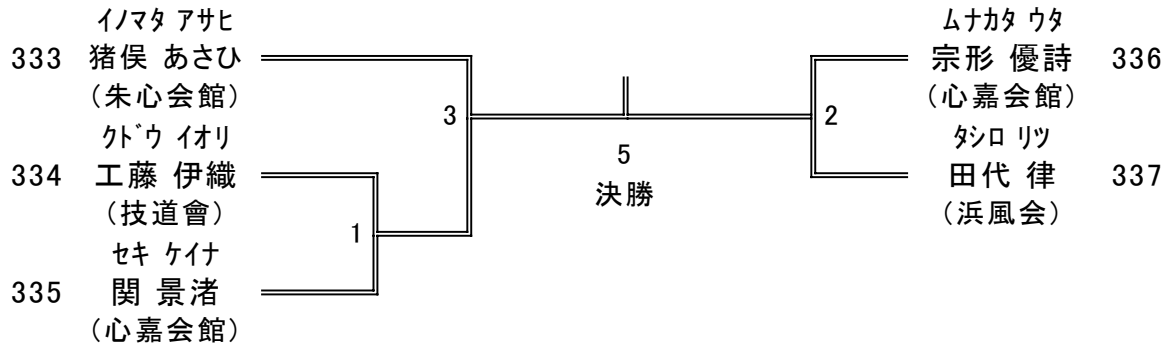 イノマタ アサヒ
333 猪俣 あさひ
（朱心会館）
クドウ イオリ
334 工藤 伊織
（技道會）
セキ ケイナ
335 関 景渚
（心嘉会館）
1
3
5
決勝
2
ムナカタ ウタ
宗形 優詩 336
（心嘉会館）
タシロ リツ
田代 律 337
（浜風会）